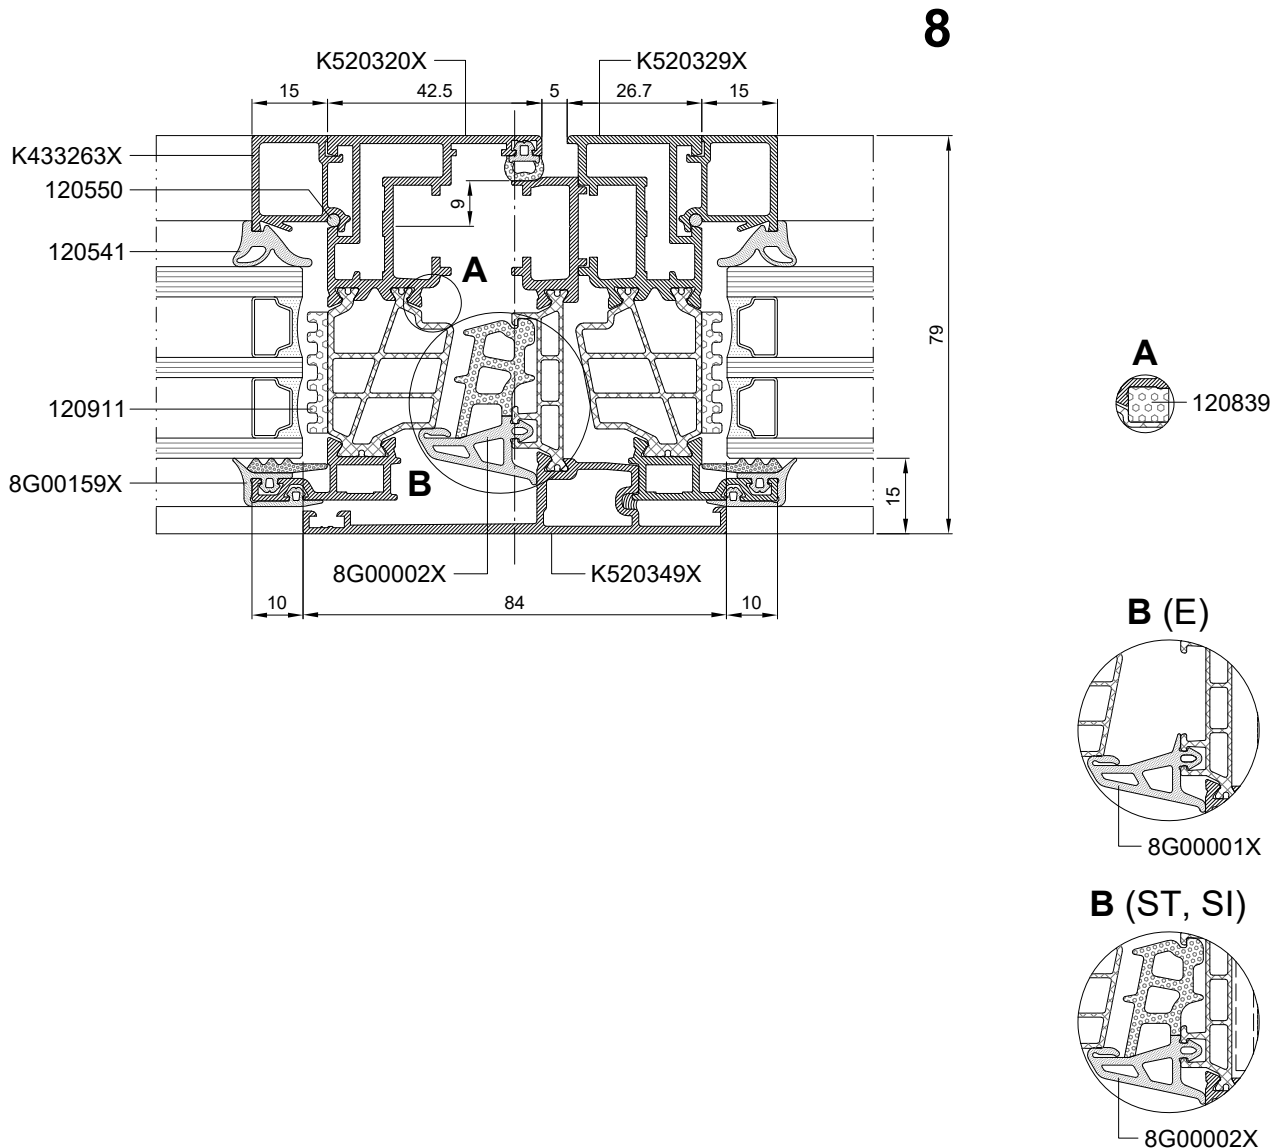 8
K520320X
K520329X
15
42.5
5
26.7
15
K433263X
120550
120541
9
A
79
A
120839
120911
8G00159X
B
15
8G00002X
K520349X
10
84
10
B (E)
8G00001X
B (ST, SI)
8G00002X